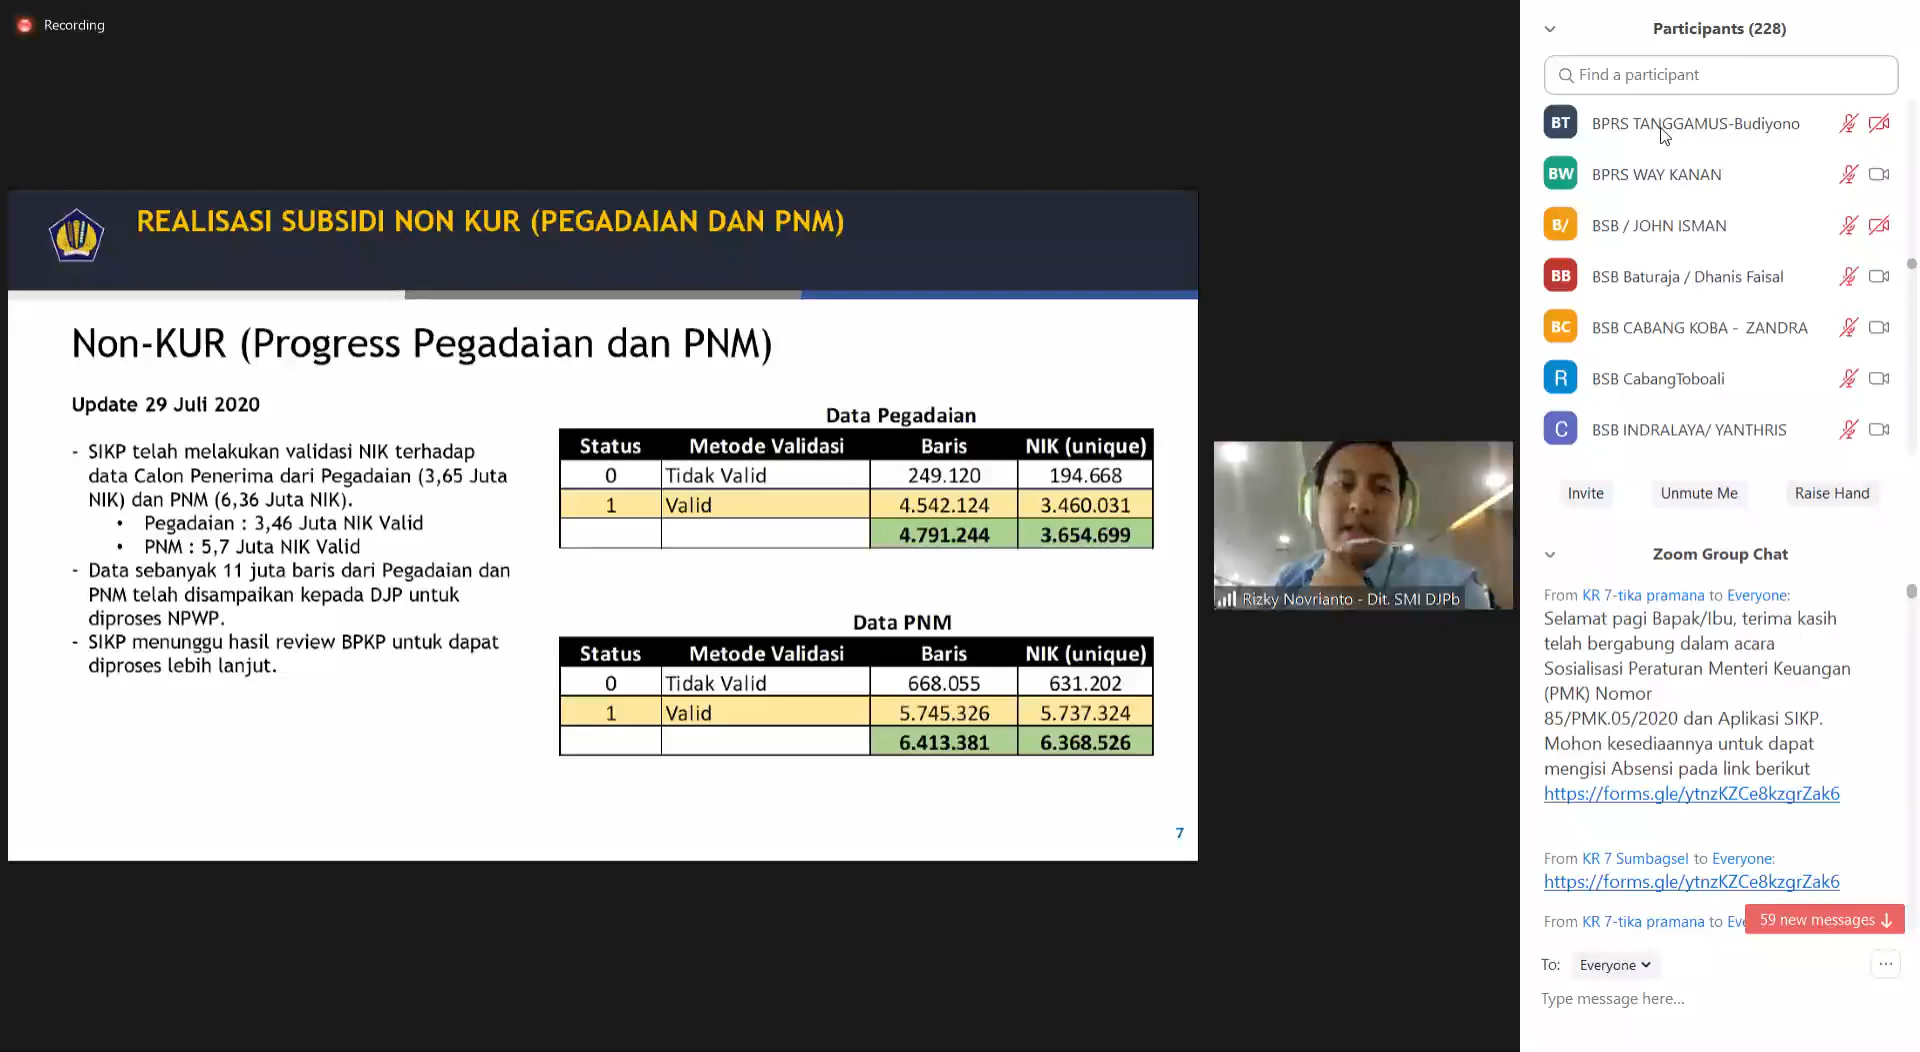 Recording
REALISASI SUBSIDI NON KUR (PEGADAIAN DAN PNM)
Non-KUR (Progress Pegadaian dan PNM)
Update 29 Juli 2020
- SIKP telah melakukan validasi NIK terhadap
data Calon Penerima dari Pegadaian (3,65 Juta
NIK) dan PNM (6,36 Juta NIK).
• Pegadaian : 3,46 Juta NIK Valid
• PNM : 5,7 Juta NIK Valid
- Data sebanyak 11 juta baris dari Pegadaian dan
PNM telah disampaikan kepada DJP untuk
diproses NPWP.
- SIKP menunggu hasil review BPKP untuk dapat
diproses lebih lanjut.
Data Pegadaian
Status Metode Validasi Baris NIK (unique)
0 Tidak Valid 249.120 194.668
1 Valid 4.542.124 3.460.031
4.791.244 3.654.699
Data PNM
Status Metode Validasi Baris NIK (unique)
0 Tidak Valid 668.055 631.202
1 Valid 5.745.326 5.737.324
6.413.381 6.368.526
7
Rizky Novrianto - Dit. SMI DJPb
Participants (228)
Find a participant
BT BPRS TANGGAMUS-Budiyono
BW BPRS WAY KANAN
B/ BSB / JOHN ISMAN
BB BSB Baturaja / Dhanis Faisal
BC BSB CABANG KOBA - ZANDRA
R BSB CabangToboali
C BSB INDRALAYA/ YANTHRIS
Invite Unmute Me Raise Hand
Zoom Group Chat
From KR 7-tika pramana to Everyone:
Selamat pagi Bapak/Ibu, terima kasih
telah bergabung dalam acara
Sosialisasi Peraturan Menteri Keuangan
(PMK) Nomor
85/PMK.05/2020 dan Aplikasi SIKP.
Mohon kesediaannya untuk dapat
mengisi Absensi pada link berikut
https://forms.gle/ytnzKZCe8kzgrZak6
From KR 7 Sumbagsel to Everyone:
https://forms.gle/ytnzKZCe8kzgrZak6
From KR 7-tika pramana to Eve
59 new messages
To: Everyone
Type message here...